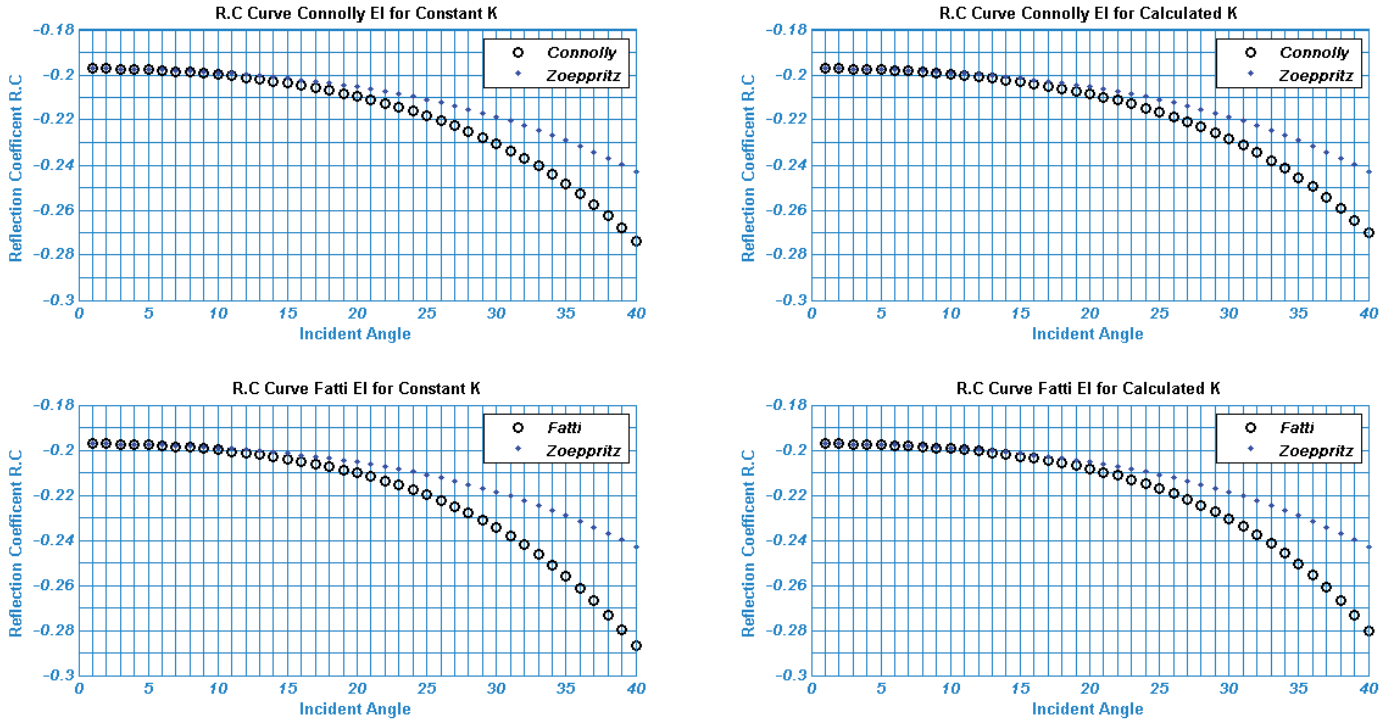 R.C Curve Connolly EI for Constant K
-0.18
-0.2
-0.22
-0.24
-0.26
-0.28
-0.3
Reflection Coefficent R.C
Connolly
Zoeppritz
0 5 10 15 20 25 30 35 40
Incident Angle
R.C Curve Connolly EI for Calculated K
-0.18
-0.2
-0.22
-0.24
-0.26
-0.28
-0.3
Reflection Coefficent R.C
Connolly
Zoeppritz
0 5 10 15 20 25 30 35 40
Incident Angle
R.C Curve Fatti EI for Constant K
-0.18
-0.2
-0.22
-0.24
-0.26
-0.28
-0.3
Reflection Coefficent R.C
Fatti
Zoeppritz
0 5 10 15 20 25 30 35 40
Incident Angle
R.C Curve Fatti EI for Calculated K
-0.18
-0.2
-0.22
-0.24
-0.26
-0.28
-0.3
Reflection Coefficent R.C
Fatti
Zoeppritz
0 5 10 15 20 25 30 35 40
Incident Angle